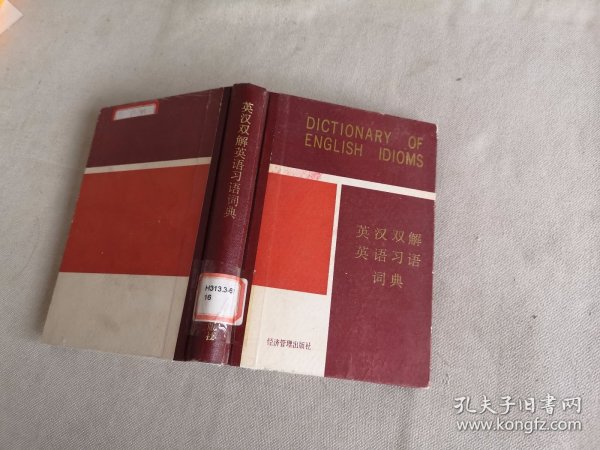 DICTIONARY OF
ENGLISH IDIOMS
英汉双解
英语习语
词典
经济管理出版社
英汉双解英语习语词典
H313.3-61
16
孔夫子旧书网
www.kongfz.com